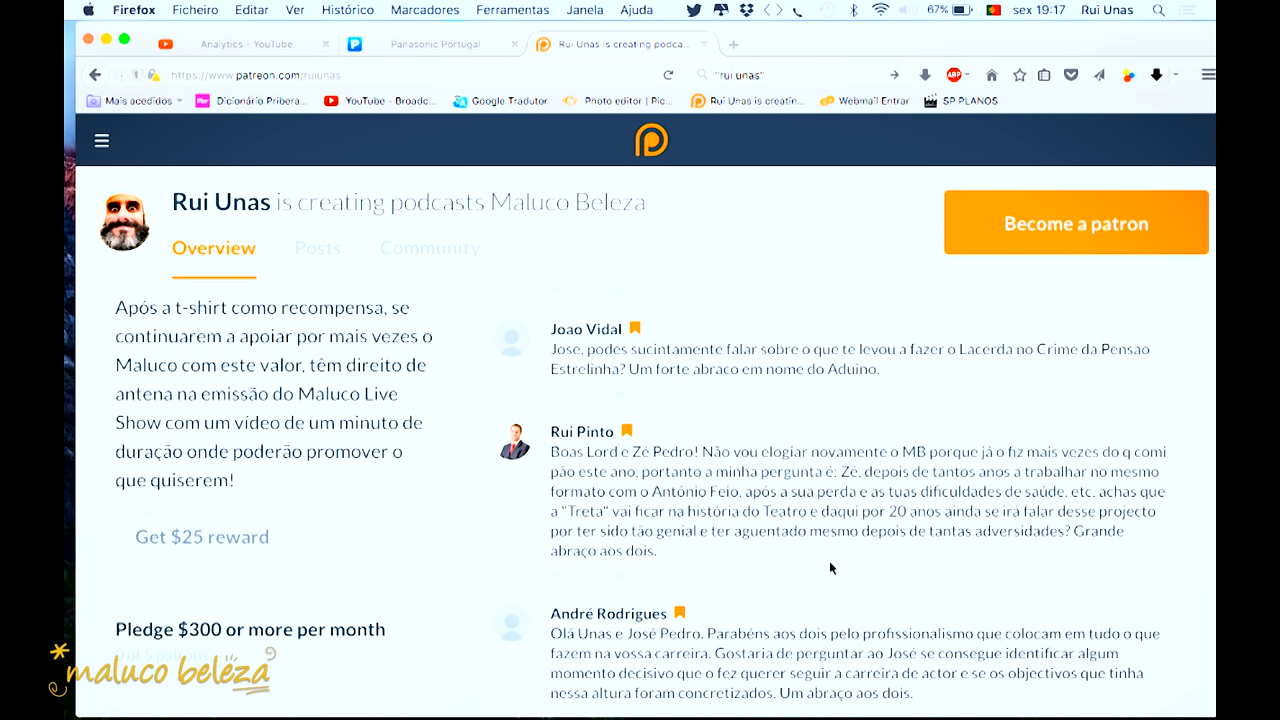 Firefox Ficheiro Editar Ver Histórico Marcadores Ferramentas Janela Ajuda 67% sex 19:17 Rui Unas
Analytics - YouTube Panasonic Portugal Rui Unas is creating podca...
https://www.patreon.com/ruiunas "rui unas" ABP
Mais acedidos Dicionário Pribera... YouTube - Broadc... Google Tradutor Photo editor | Pic... Rui Unas is creatin... Webmail Entrar SP PLANOS
Rui Unas is creating podcasts Maluco Beleza
Become a patron
Overview Posts Community
Após a t-shirt como recompensa, se
continuarem a apoiar por mais vezes o
Maluco com este valor, têm direito de
antena na emissão do Maluco Live
Show com um vídeo de um minuto de
duração onde poderão promover o
que quiserem!
Get $25 reward
Pledge $300 or more per month
0 of 5 patrons
Joao Vidal
Jose, podes sucintamente falar sobre o que te levou a fazer o Lacerda no Crime da Pensao
Estrelinha? Um forte abraco em nome do Aduino.
Rui Pinto
Boas Lord e Zé Pedro! Não vou elogiar novamente o MB porque já o fiz mais vezes do q comi
pão este ano, portanto a minha pergunta é: Zé, depois de tantos anos a trabalhar no mesmo
formato com o António Feio, após a sua perda e as tuas dificuldades de saúde, etc. achas que
a "Treta" vai ficar na história do Teatro e daqui por 20 anos ainda se irá falar desse projecto
por ter sido tão genial e ter aguentado mesmo depois de tantas adversidades? Grande
abraço aos dois.
André Rodrigues
Olá Unas e José Pedro. Parabéns aos dois pelo profissionalismo que colocam em tudo o que
fazem na vossa carreira. Gostaria de perguntar ao José se consegue identificar algum
momento decisivo que o fez querer seguir a carreira de actor e se os objectivos que tinha
nessa altura foram concretizados. Um abraço aos dois.
maluco beleza